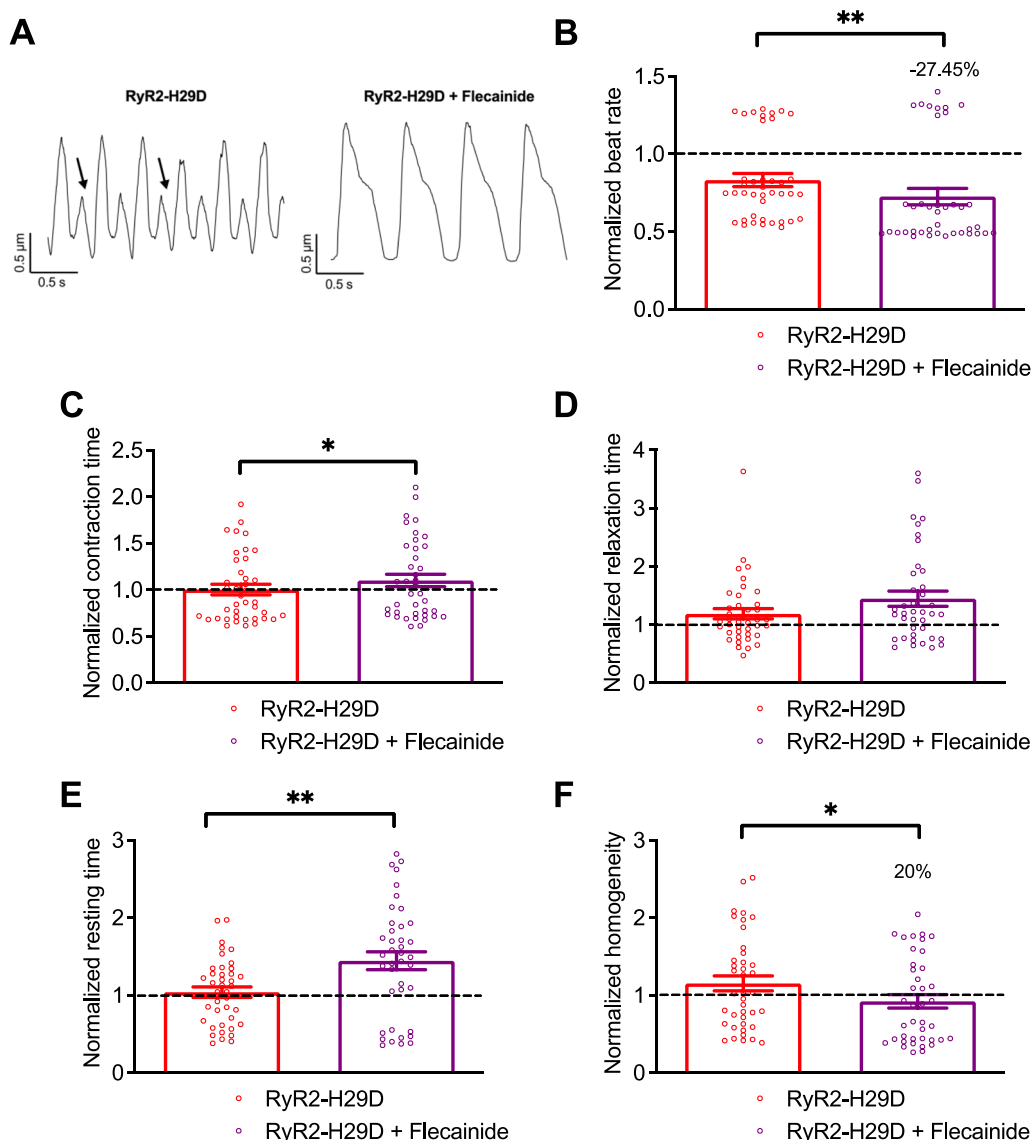 A
RyR2-H29D
RyR2-H29D + Flecainide
0.5 µm
0.5 s
0.5 µm
0.5 s
B
**
-27.45%
Normalized beat rate
1.5
1.0
0.5
0.0
RyR2-H29D
RyR2-H29D + Flecainide
C
*
Normalized contraction time
2.5
2.0
1.5
1.0
0.5
0.0
RyR2-H29D
RyR2-H29D + Flecainide
D
Normalized relaxation time
4
3
2
1
0
RyR2-H29D
RyR2-H29D + Flecainide
E
**
Normalized resting time
3
2
1
0
RyR2-H29D
RyR2-H29D + Flecainide
F
*
20%
Normalized homogeneity
3
2
1
0
RyR2-H29D
RyR2-H29D + Flecainide